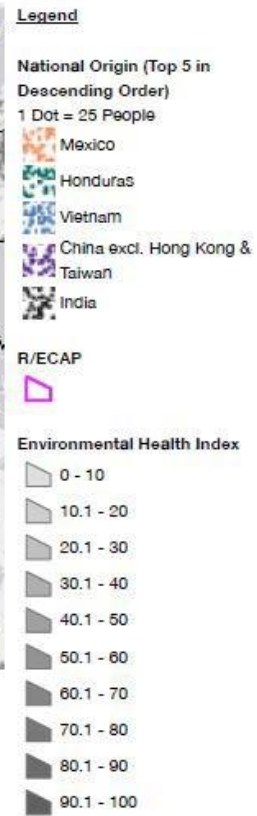 Legend
National Origin (Top 5 in
Descending Order)
1 Dot = 25 People
Mexico
Honduras
Vietnam
China excl. Hong Kong &
Taiwan
India
R/ECAP
Environmental Health Index
0 - 10
10.1 - 20
20.1 - 30
30.1 - 40
40.1 - 50
50.1 - 60
60.1 - 70
70.1 - 80
80.1 - 90
90.1 - 100